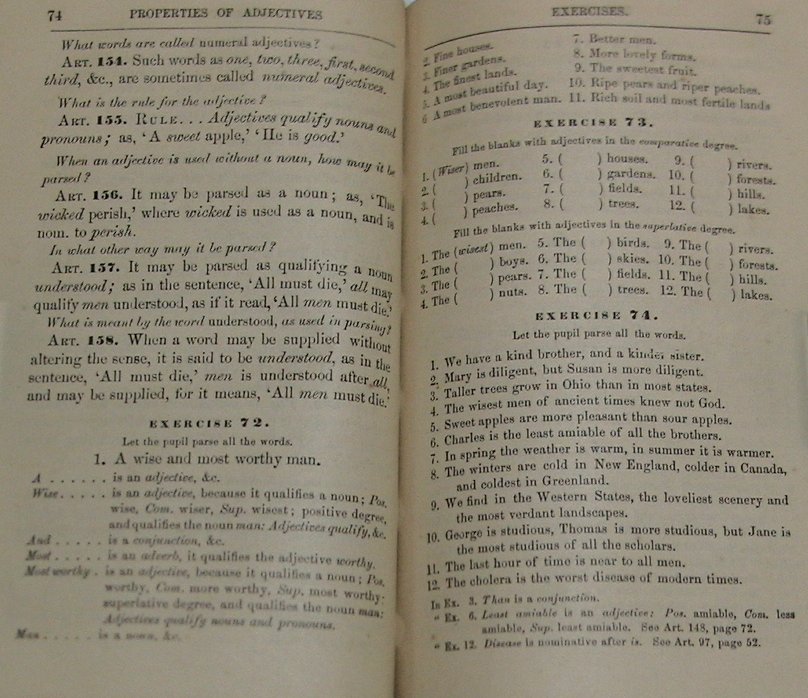 74 PROPERTIES OF ADJECTIVES
What words are called numeral adjectives?
ART. 154. Such words as one, two, three, first, second
third, &c., are sometimes called numeral adjectives.
What is the rule for the adjective?
ART. 155. RULE. . . Adjectives qualify nouns and
pronouns; as, 'A sweet apple,' 'He is good.'
When an adjective is used without a noun, how may it be
parsed?
ART. 156. It may be parsed as a noun; as, 'The
wicked perish,' where wicked is used as a noun, and is
nom. to perish.
In what other way may it be parsed?
ART. 157. It may be parsed as qualifying a noun
understood; as in the sentence, 'All must die,' all may
qualify men understood, as if it read, 'All men must die.'
What is meant by the word understood, as used in parsing?
ART. 158. When a word may be supplied without
altering the sense, it is said to be understood, as in the
sentence, 'All must die,' men is understood after all,
and may be supplied, for it means, 'All men must die.'
EXERCISE 72.
Let the pupil parse all the words.
1. A wise and most worthy man.
A . . . . . . is an adjective, &c.
Wise . . . . . is an adjective, because it qualifies a noun; Pos.
wise, Com. wiser, Sup. wisest; positive degree,
and qualifies the noun man: Adjectives qualify, &c.
And . . . . . is a conjunction, &c.
Most . . . . . is an adverb, it qualifies the adjective worthy.
Most worthy . is an adjective, because it qualifies a noun; Pos.
worthy, Com. more worthy, Sup. most worthy:
superlative degree, and qualifies the noun man:
Adjectives qualify nouns and pronouns.
Man . . . . . is a noun, &c.
EXERCISES. 75
2. Fine houses. 7. Better men.
3. Finer gardens. 8. More lovely forms.
4. The finest lands. 9. The sweetest fruit.
5. A most beautiful day. 10. Ripe pears and riper peaches.
6 A most benevolent man. 11. Rich soil and most fertile lands
EXERCISE 73.
Fill the blanks with adjectives in the comparative degree.
1. (Wiser) men. 5. ( ) houses. 9. ( ) rivers.
2. ( ) children. 6. ( ) gardens. 10. ( ) forests.
3. ( ) pears. 7. ( ) fields. 11. ( ) hills.
4. ( ) peaches. 8. ( ) trees. 12. ( ) lakes.
Fill the blanks with adjectives in the superlative degree.
1. The (wisest) men. 5. The ( ) birds. 9. The ( ) rivers.
2. The ( ) boys. 6. The ( ) skies. 10. The ( ) forests.
3. The ( ) pears. 7. The ( ) fields. 11. The ( ) hills.
4. The ( ) nuts. 8. The ( ) trees. 12. The ( ) lakes.
EXERCISE 74.
Let the pupil parse all the words.
1. We have a kind brother, and a kinder sister.
2. Mary is diligent, but Susan is more diligent.
3. Taller trees grow in Ohio than in most states.
4. The wisest men of ancient times knew not God.
5. Sweet apples are more pleasant than sour apples.
6. Charles is the least amiable of all the brothers.
7. In spring the weather is warm, in summer it is warmer.
8. The winters are cold in New England, colder in Canada,
and coldest in Greenland.
9. We find in the Western States, the loveliest scenery and
the most verdant landscapes.
10. George is studious, Thomas is more studious, but Jane is
the most studious of all the scholars.
11. The last hour of time is near to all men.
12. The cholera is the worst disease of modern times.
In Ex. 3. Than is a conjunction.
" Ex. 6. Least amiable is an adjective: Pos. amiable, Com. less
amiable, Sup. least amiable. See Art. 148, page 72.
" Ex. 12. Disease is nominative after is. See Art. 97, page 52.